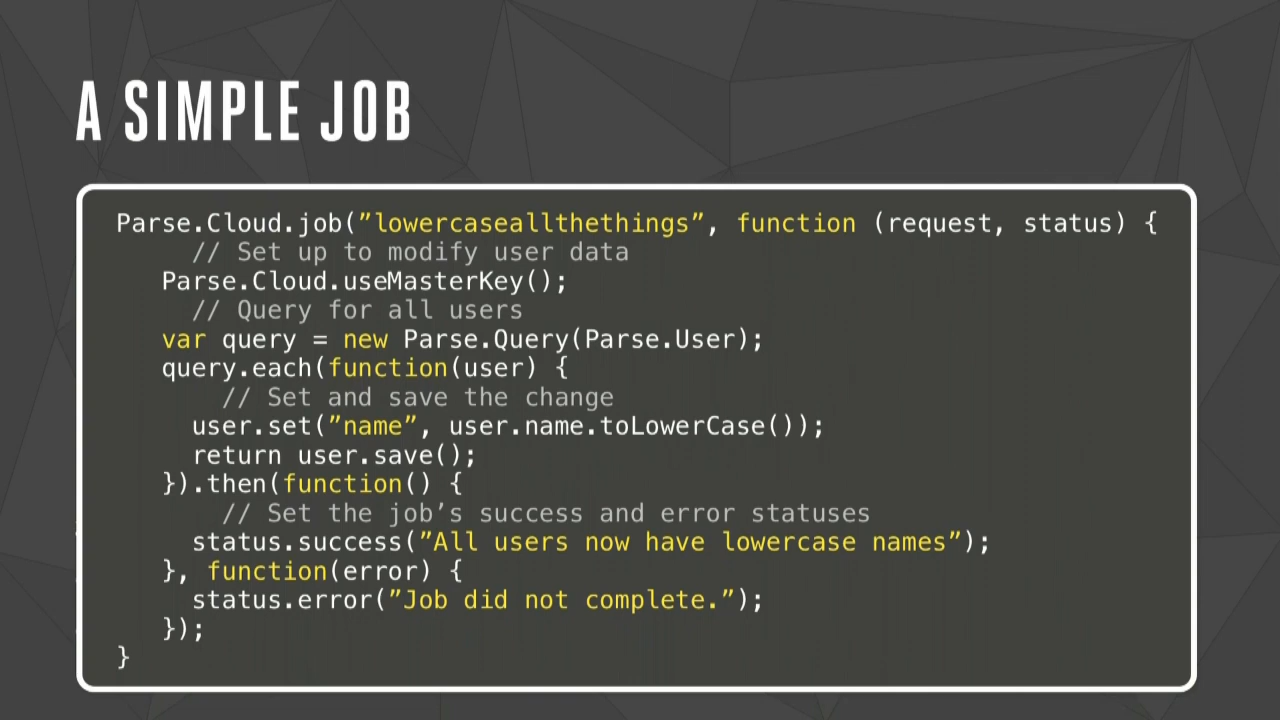 A SIMPLE JOB
Parse.Cloud.job(”lowercaseallthethings”, function (request, status) {
// Set up to modify user data
Parse.Cloud.useMasterKey();
// Query for all users
var query = new Parse.Query(Parse.User);
query.each(function(user) {
// Set and save the change
user.set(”name”, user.name.toLowerCase());
return user.save();
}).then(function() {
// Set the job’s success and error statuses
status.success(”All users now have lowercase names”);
}, function(error) {
status.error(”Job did not complete.”);
});
}